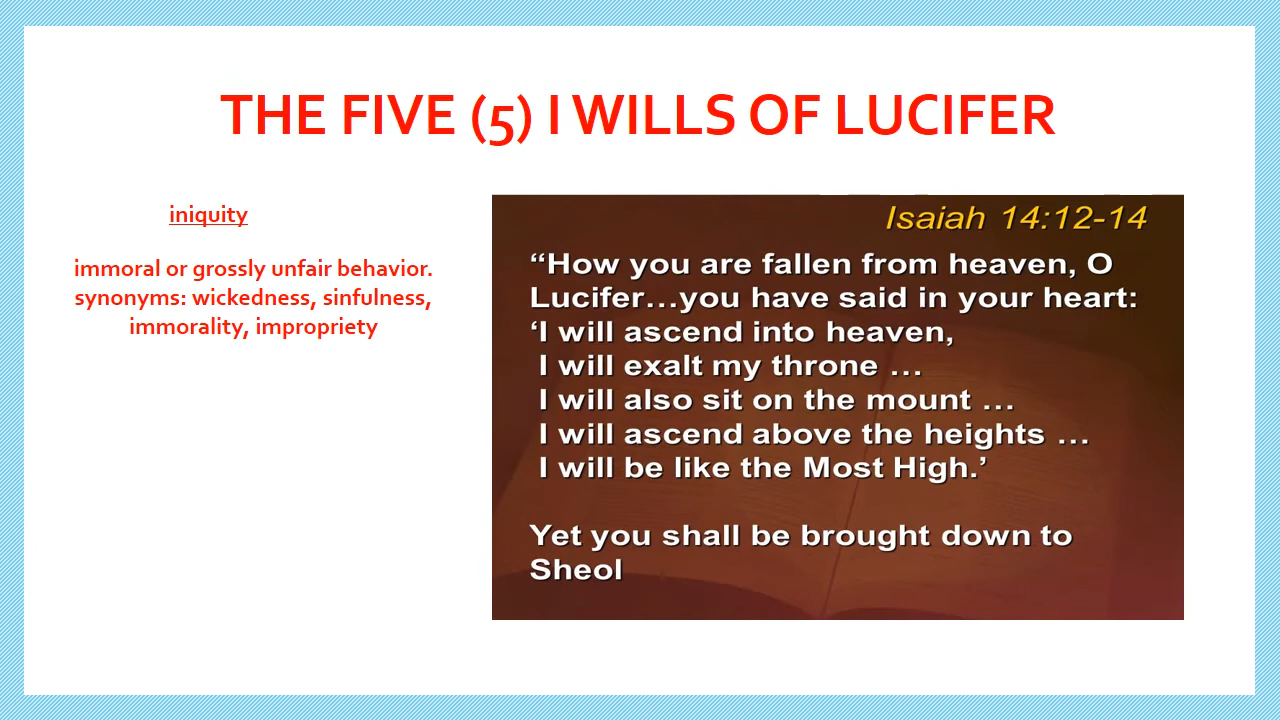 THE FIVE (5) I WILLS OF LUCIFER
iniquity
immoral or grossly unfair behavior.
synonyms: wickedness, sinfulness,
immorality, impropriety
Isaiah 14:12-14
“How you are fallen from heaven, O
Lucifer…you have said in your heart:
‘I will ascend into heaven,
I will exalt my throne …
I will also sit on the mount …
I will ascend above the heights …
I will be like the Most High.’
Yet you shall be brought down to
Sheol